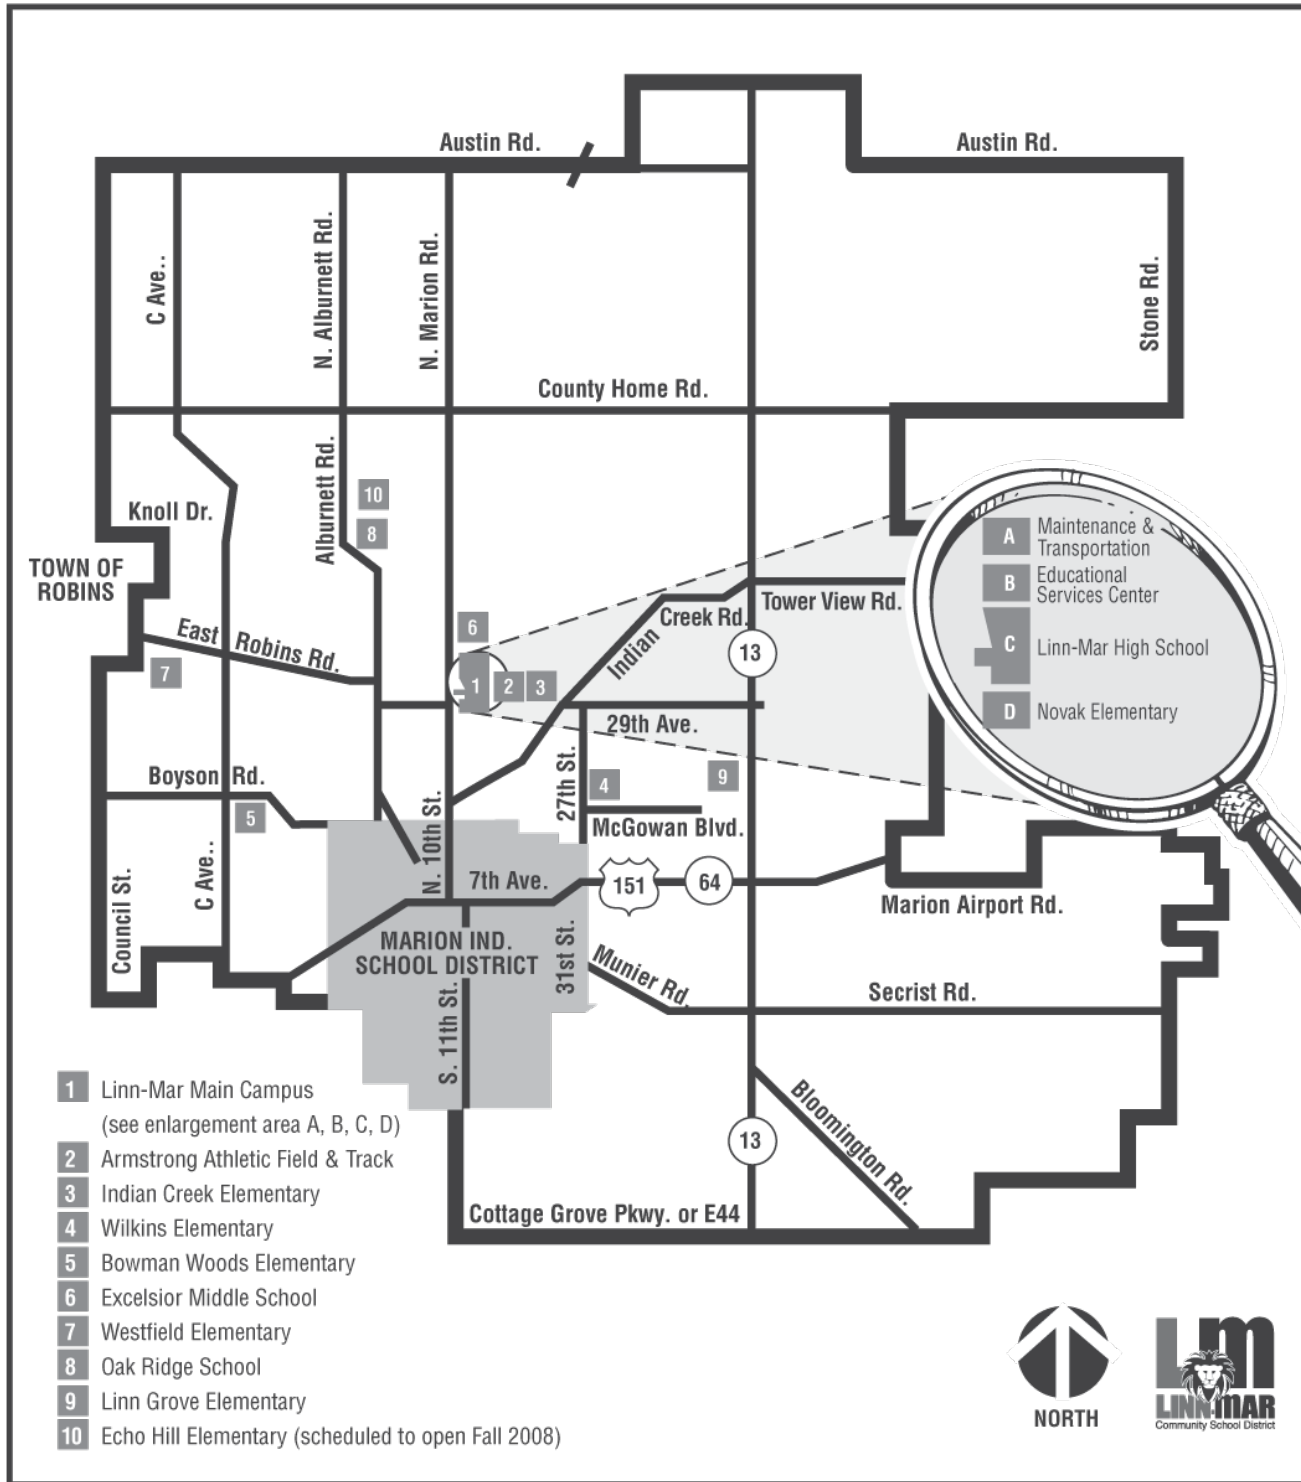 Austin Rd.
Austin Rd.
C Ave..
N. Alburnett Rd.
N. Marion Rd.
Stone Rd.
County Home Rd.
Alburnett Rd.
10
8
Knoll Dr.
TOWN OF
ROBINS
East Robins Rd.
7
6
1
2
3
Indian
Creek Rd.
Tower View Rd.
13
A Maintenance &
Transportation
B Educational
Services Center
C Linn-Mar High School
D Novak Elementary
29th Ave.
27th St.
4
9
McGowan Blvd.
Boyson Rd.
5
N. 10th St.
7th Ave.
151
64
Marion Airport Rd.
Council St.
C Ave..
MARION IND.
SCHOOL DISTRICT
31st St.
Munier Rd.
Secrist Rd.
S. 11th St.
13
Bloomington Rd.
Cottage Grove Pkwy. or E44
1 Linn-Mar Main Campus
(see enlargement area A, B, C, D)
2 Armstrong Athletic Field & Track
3 Indian Creek Elementary
4 Wilkins Elementary
5 Bowman Woods Elementary
6 Excelsior Middle School
7 Westfield Elementary
8 Oak Ridge School
9 Linn Grove Elementary
10 Echo Hill Elementary (scheduled to open Fall 2008)
NORTH
Lm
LINN-MAR
Community School District